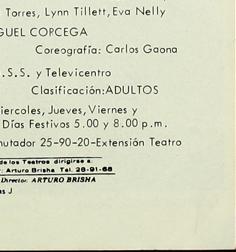 Torres, Lynn Tillett, Eva Nelly
GUEL CORCEGA
Coreografía: Carlos Gaona
.S.S. y Televicentro
Clasificación:ADULTOS
iercoles, Jueves, Viernes y
Días Festivos 5.00 y 8.00 p.m.
mutador 25-90-20-Extensión Teatro
de los Teatros dirigirse a
: Arturo Brisha Tel. 28-91-68
Director: ARTURO BRISHA
as J